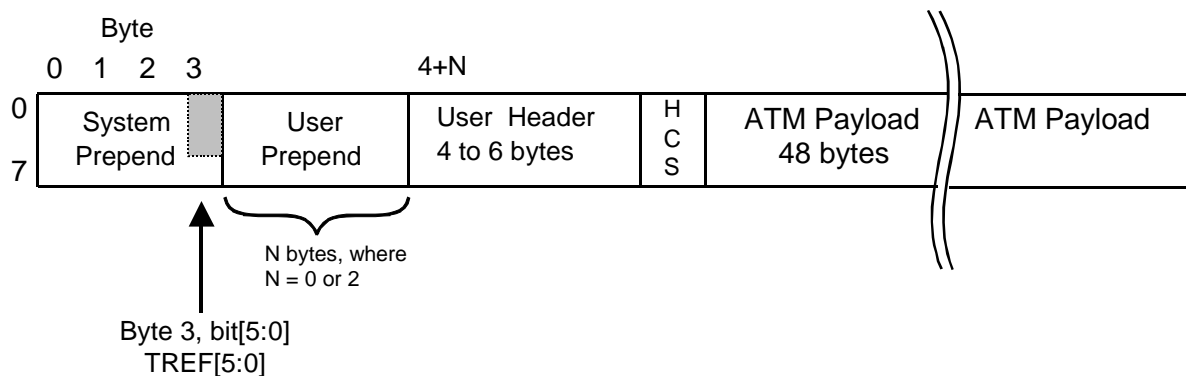 Byte
0 1 2 3 4+N
0
7
System
Prepend
User
Prepend
User Header
4 to 6 bytes
H
C
S
ATM Payload
48 bytes
ATM Payload
N bytes, where
N = 0 or 2
Byte 3, bit[5:0]
TREF[5:0]